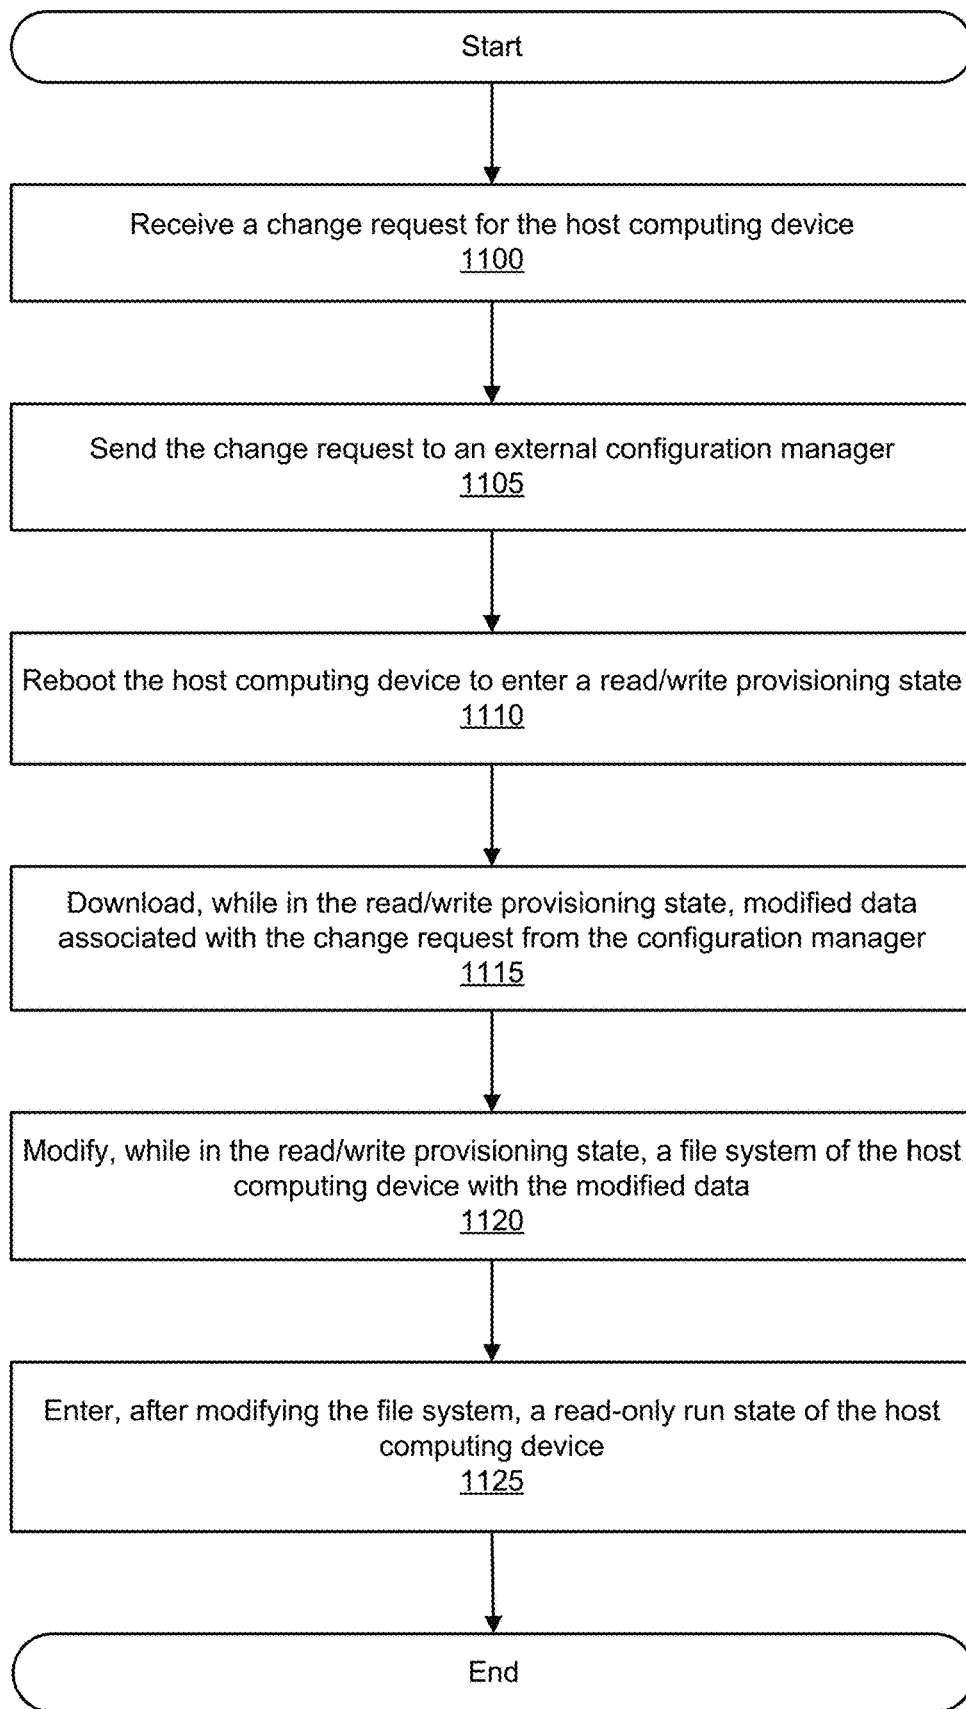 Start
Receive a change request for the host computing device
1100
Send the change request to an external configuration manager
1105
Reboot the host computing device to enter a read/write provisioning state
1110
Download, while in the read/write provisioning state, modified data
associated with the change request from the configuration manager
1115
Modify, while in the read/write provisioning state, a file system of the host
computing device with the modified data
1120
Enter, after modifying the file system, a read-only run state of the host
computing device
1125
End